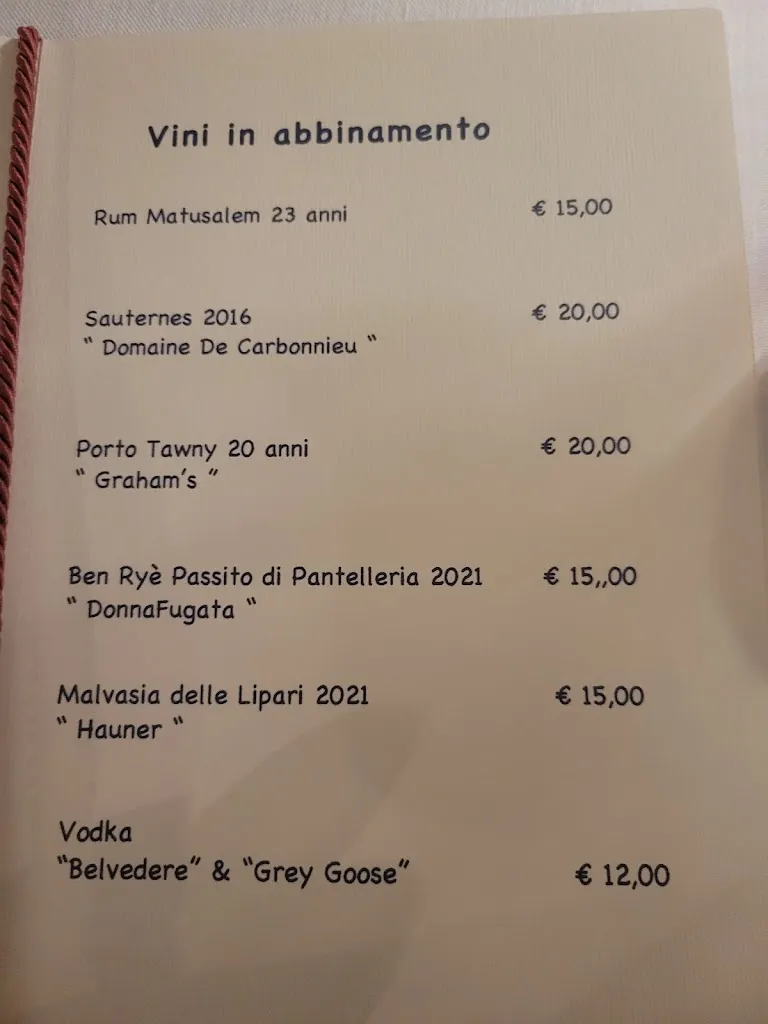 Vini in abbinamento
Rum Matusalem 23 anni € 15,00
Sauternes 2016 € 20,00
" Domaine De Carbonnieu "
Porto Tawny 20 anni € 20,00
" Graham's "
Ben Ryè Passito di Pantelleria 2021 € 15,,00
" DonnaFugata "
Malvasia delle Lipari 2021 € 15,00
" Hauner "
Vodka
"Belvedere" & "Grey Goose" € 12,00